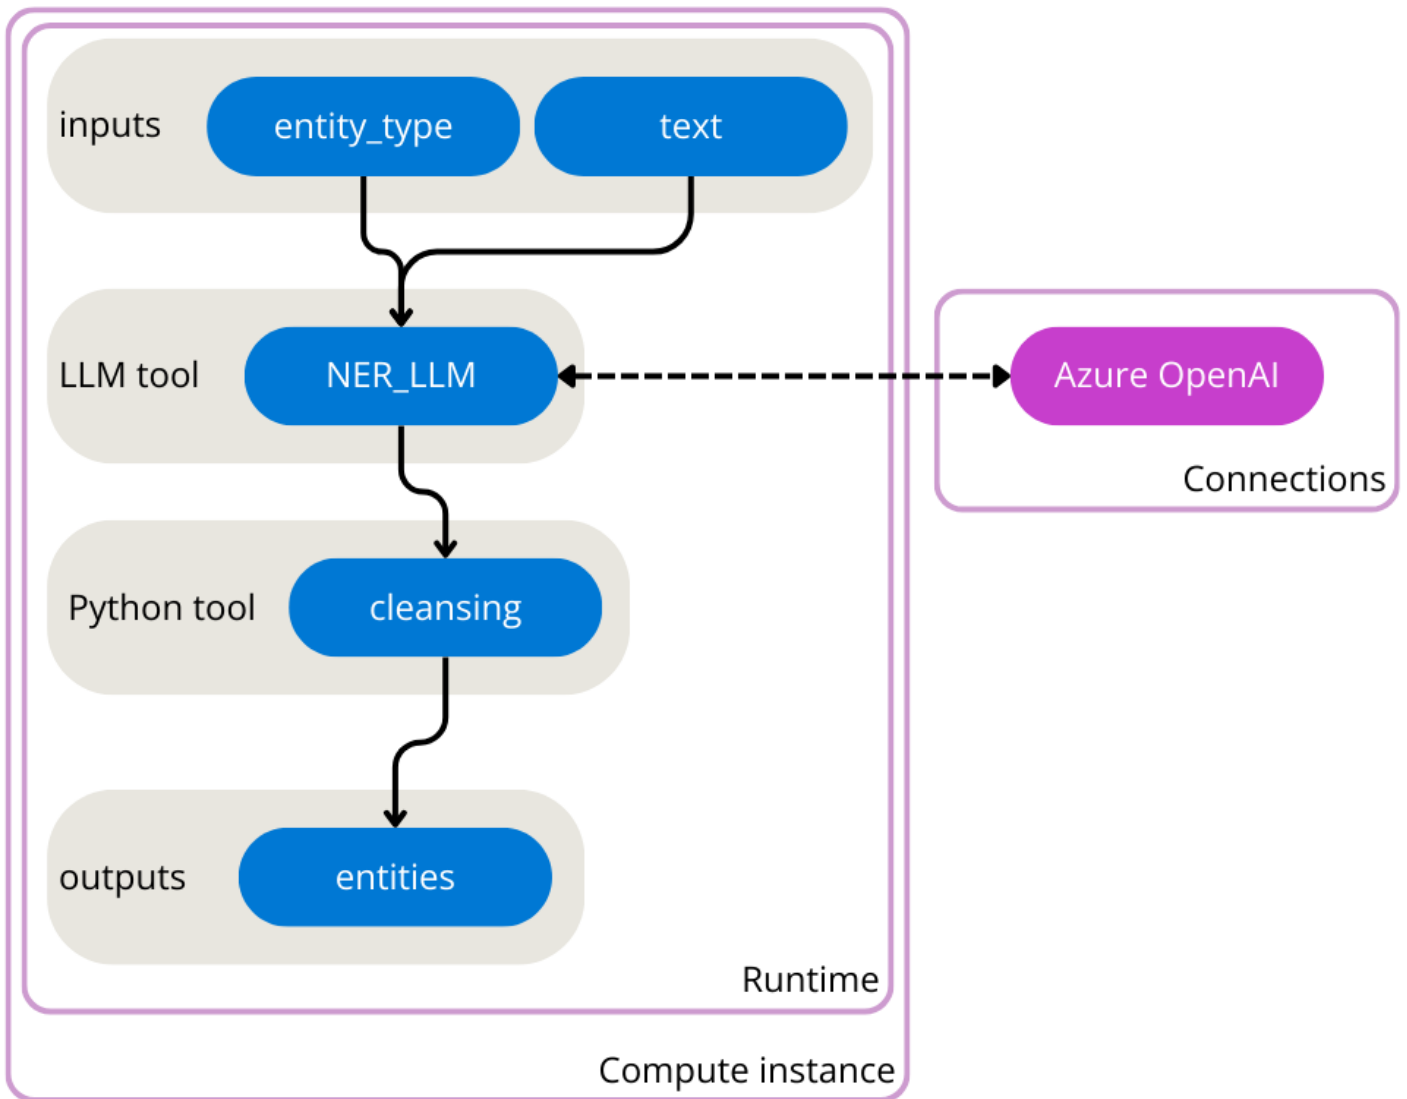 inputs
entity_type
text
LLM tool
NER_LLM
Azure OpenAI
Connections
Python tool
cleansing
outputs
entities
Runtime
Compute instance